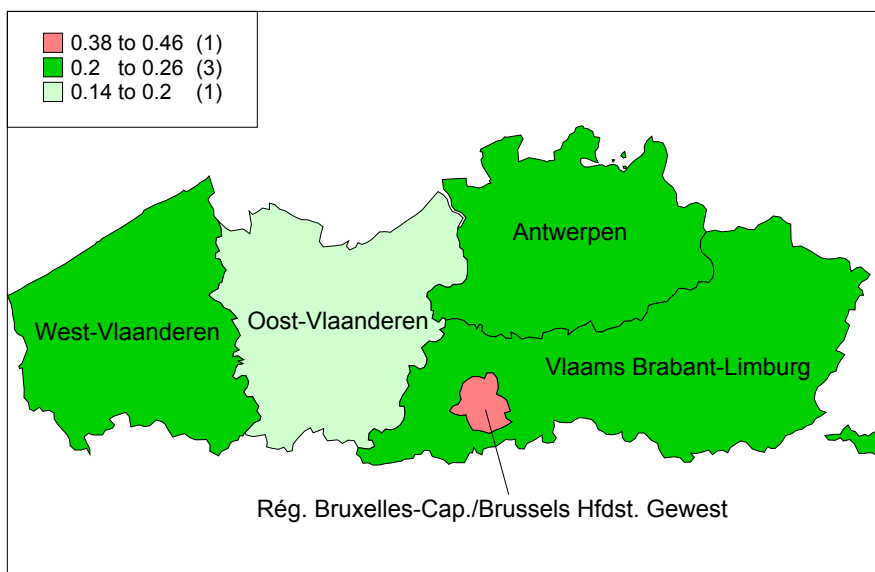 0.38 to 0.46 (1)
0.2 to 0.26 (3)
0.14 to 0.2 (1)
Antwerpen
West-Vlaanderen
Oost-Vlaanderen
Vlaams Brabant-Limburg
Rég. Bruxelles-Cap./Brussels Hfdst. Gewest